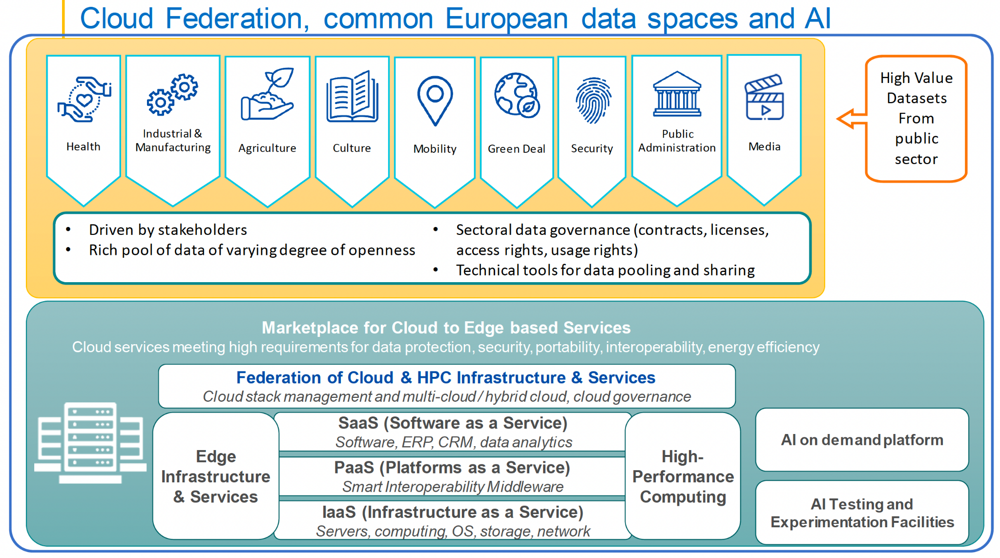 Cloud Federation, common European data spaces and AI
Health
Industrial &
Manufacturing
Agriculture
Culture
Mobility
Green Deal
Security
Public
Administration
Media
High Value
Datasets
From
public
sector
• Driven by stakeholders
• Rich pool of data of varying degree of openness
• Sectoral data governance (contracts, licenses,
access rights, usage rights)
• Technical tools for data pooling and sharing
Marketplace for Cloud to Edge based Services
Cloud services meeting high requirements for data protection, security, portability, interoperability, energy efficiency
Federation of Cloud & HPC Infrastructure & Services
Cloud stack management and multi-cloud / hybrid cloud, cloud governance
Edge
Infrastructure
& Services
SaaS (Software as a Service)
Software, ERP, CRM, data analytics
PaaS (Platforms as a Service)
Smart Interoperability Middleware
IaaS (Infrastructure as a Service)
Servers, computing, OS, storage, network
High-
Performance
Computing
AI on demand platform
AI Testing and
Experimentation Facilities